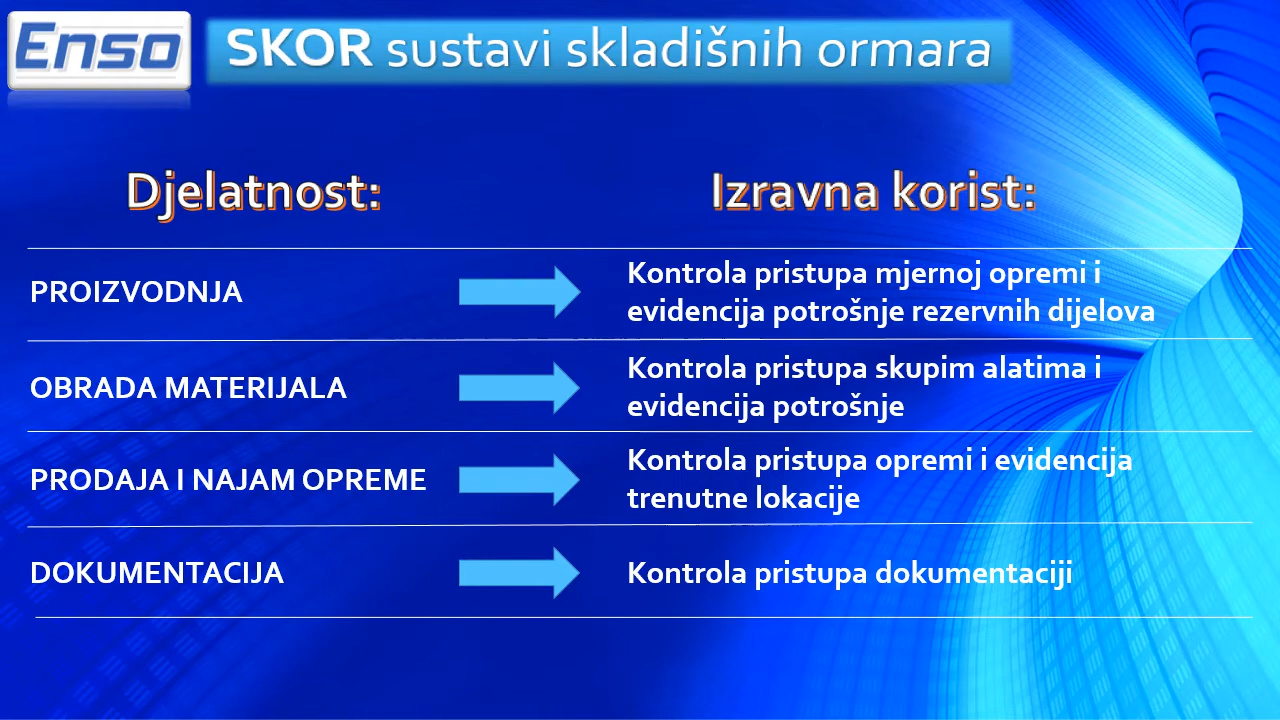 Enso
SKOR sustavi skladišnih ormara
Djelatnost:
Izravna korist:
PROIZVODNJA
Kontrola pristupa mjernoj opremi i
evidencija potrošnje rezervnih dijelova
OBRADA MATERIJALA
Kontrola pristupa skupim alatima i
evidencija potrošnje
PRODAJA I NAJAM OPREME
Kontrola pristupa opremi i evidencija
trenutne lokacije
DOKUMENTACIJA
Kontrola pristupa dokumentaciji